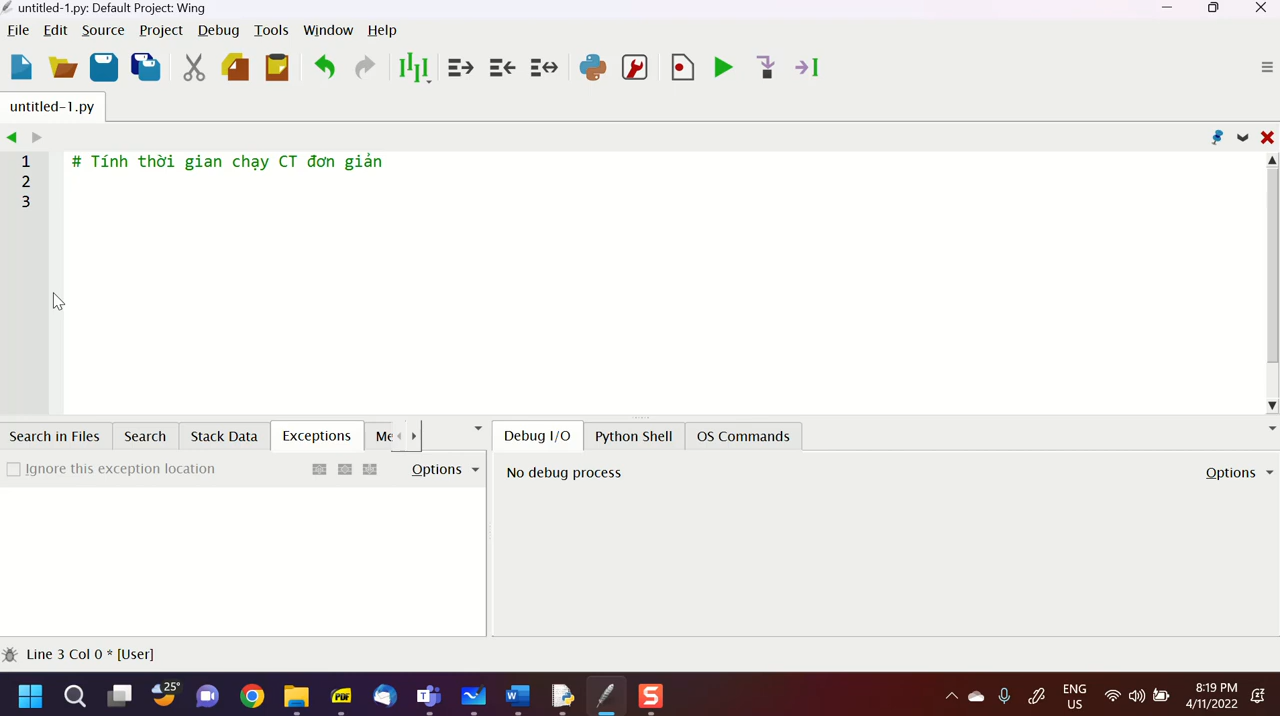 untitled-1.py: Default Project: Wing
File Edit Source Project Debug Tools Window Help
untitled-1.py
1 # Tính thời gian chạy CT đơn giản
2
3
Search in Files Search Stack Data Exceptions Me
Debug I/O Python Shell OS Commands
Ignore this exception location Options
No debug process Options
Line 3 Col 0 * [User]
25°
PDF
ENG
US
8:19 PM
4/11/2022